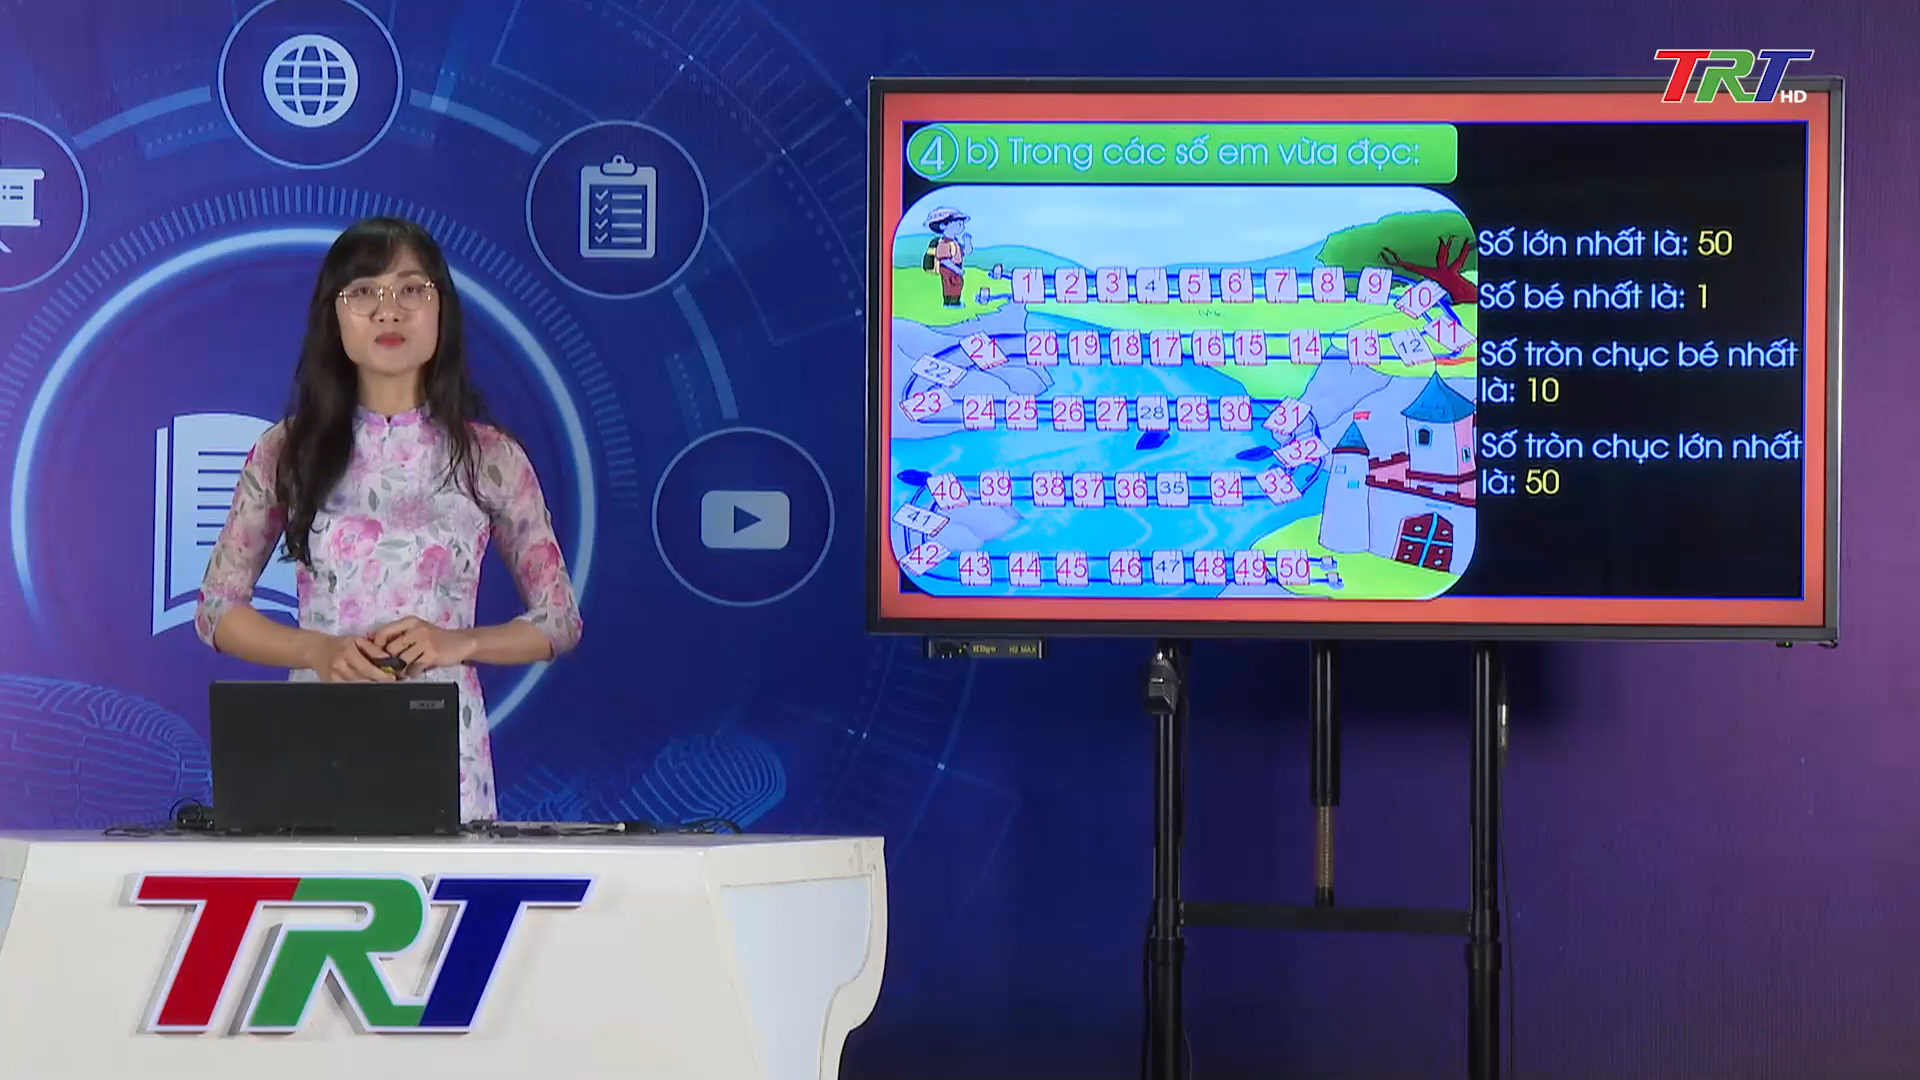 TRT HD
4 b) Trong các số em vừa đọc:
1 2 3 4 5 6 7 8 9 10
11
21 20 19 18 17 16 15 14 13 12
22
23 24 25 26 27 28 29 30 31
32
40 39 38 37 36 35 34 33
41
42 43 44 45 46 47 48 49 50
Số lớn nhất là: 50
Số bé nhất là: 1
Số tròn chục bé nhất
là: 10
Số tròn chục lớn nhất
là: 50
H2 MAX
TRT